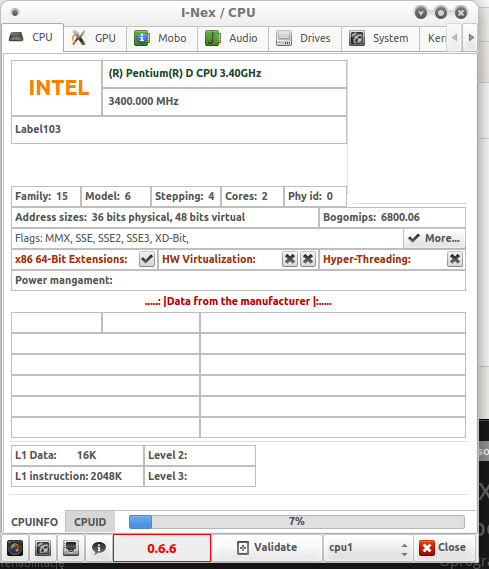 I-Nex / CPU
CPU GPU Mobo Audio Drives System Ker
INTEL
(R) Pentium(R) D CPU 3.40GHz
3400.000 MHz
Label103
Family: 15 Model: 6 Stepping: 4 Cores: 2 Phy id: 0
Address sizes: 36 bits physical, 48 bits virtual Bogomips: 6800.06
Flags: MMX, SSE, SSE2, SSE3, XD-Bit, More...
x86 64-Bit Extensions: HW Virtualization: Hyper-Threading:
Power mangament:
.....: |Data from the manufacturer |:.....
L1 Data: 16K Level 2:
L1 instruction: 2048K Level 3:
CPUINFO CPUID 7%
0.6.6 Validate cpu1 Close